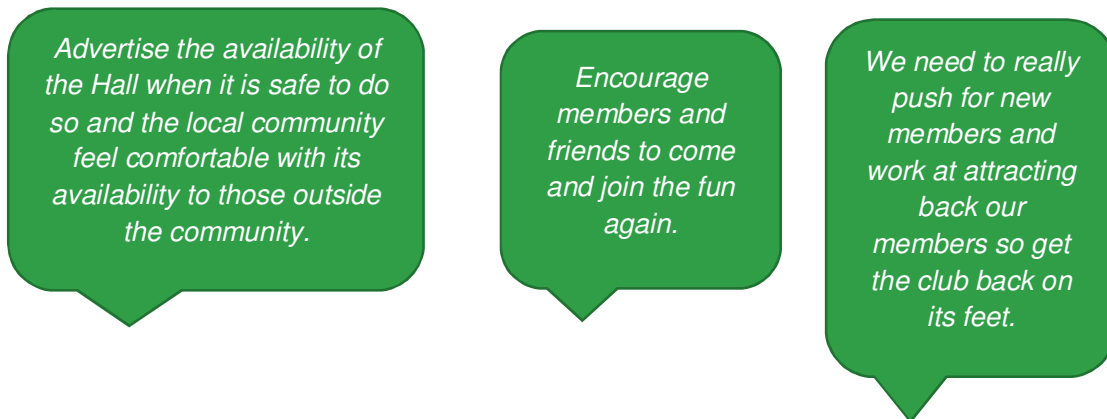 Advertise the availability of
the Hall when it is safe to do
so and the local community
feel comfortable with its
availability to those outside
the community.
Encourage
members and
friends to come
and join the fun
again.
We need to really
push for new
members and
work at attracting
back our
members so get
the club back on
its feet.